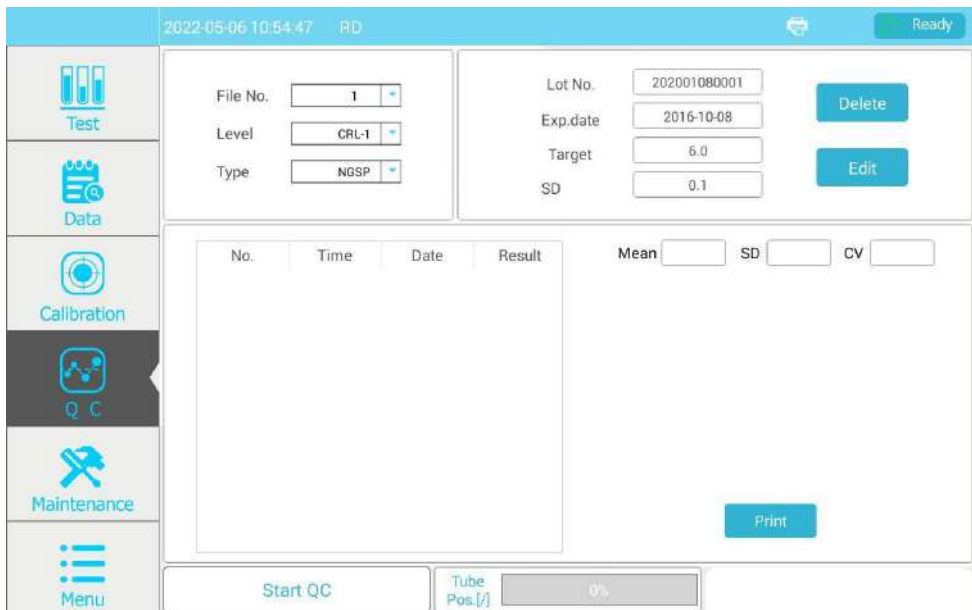 2022-05-06 10:54:47 RD
Ready
Test
Data
Calibration
Q C
Maintenance
Menu
File No. 1
Level CRL-1
Type NGSP
Lot No. 202001080001
Exp.date 2016-10-08
Target 6.0
SD 0.1
Delete
Edit
No. Time Date Result
Mean SD CV
Print
Start QC
Tube
Pos.[/]
0%